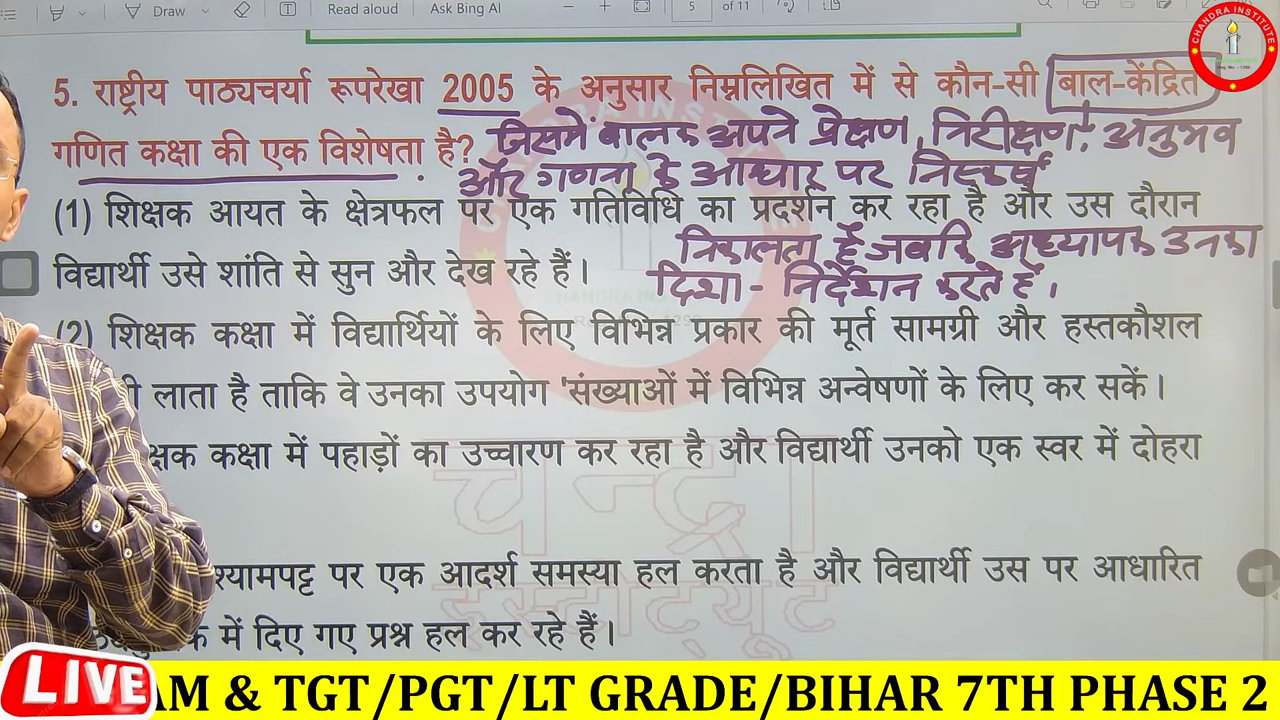 Draw
Read aloud
Ask Bing AI
5
of 11
CHANDRA INSTITUTE
5. राष्ट्रीय पाठ्यचर्या रूपरेखा 2005 के अनुसार निम्नलिखित में से कौन-सी बाल-केंद्रित
गणित कक्षा की एक विशेषता है?
जिसमें बालक अपने प्रेक्षण, निरीक्षण, अनुभव
और गणना के आधार पर निस्कर्ष
(1) शिक्षक आयत के क्षेत्रफल पर एक गतिविधि का प्रदर्शन कर रहा है और उस दौरान
निकालता है जबकि अध्यापक उनका
विद्यार्थी उसे शांति से सुन और देख रहे हैं।
दिशा - निर्देशन करते हैं।
(2) शिक्षक कक्षा में विद्यार्थियों के लिए विभिन्न प्रकार की मूर्त सामग्री और हस्तकौशल
लाता है ताकि वे उनका उपयोग 'संख्याओं में विभिन्न अन्वेषणों के लिए कर सकें।
कक्षा में पहाड़ों का उच्चारण कर रहा है और विद्यार्थी उनको एक स्वर में दोहरा
श्यामपट्ट पर एक आदर्श समस्या हल करता है और विद्यार्थी उस पर आधारित
में दिए गए प्रश्न हल कर रहे हैं।
चन्द्रा
इंस्टीट्यूट
LIVE
AM & TGT/PGT/LT GRADE/BIHAR 7TH PHASE 2